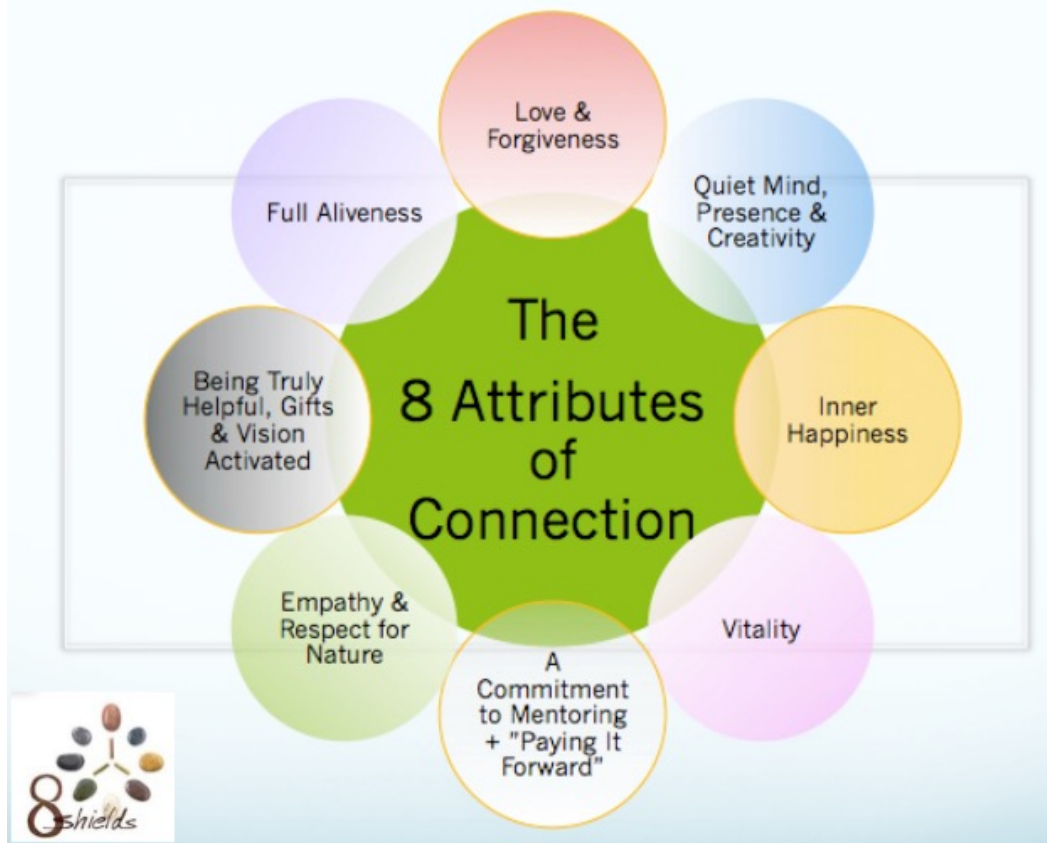 The
8 Attributes
of
Connection
Love &
Forgiveness
Quiet Mind,
Presence &
Creativity
Inner
Happiness
Vitality
A
Commitment
to Mentoring
+ "Paying It
Forward"
Empathy &
Respect for
Nature
Being Truly
Helpful, Gifts
& Vision
Activated
Full Aliveness
8 shields